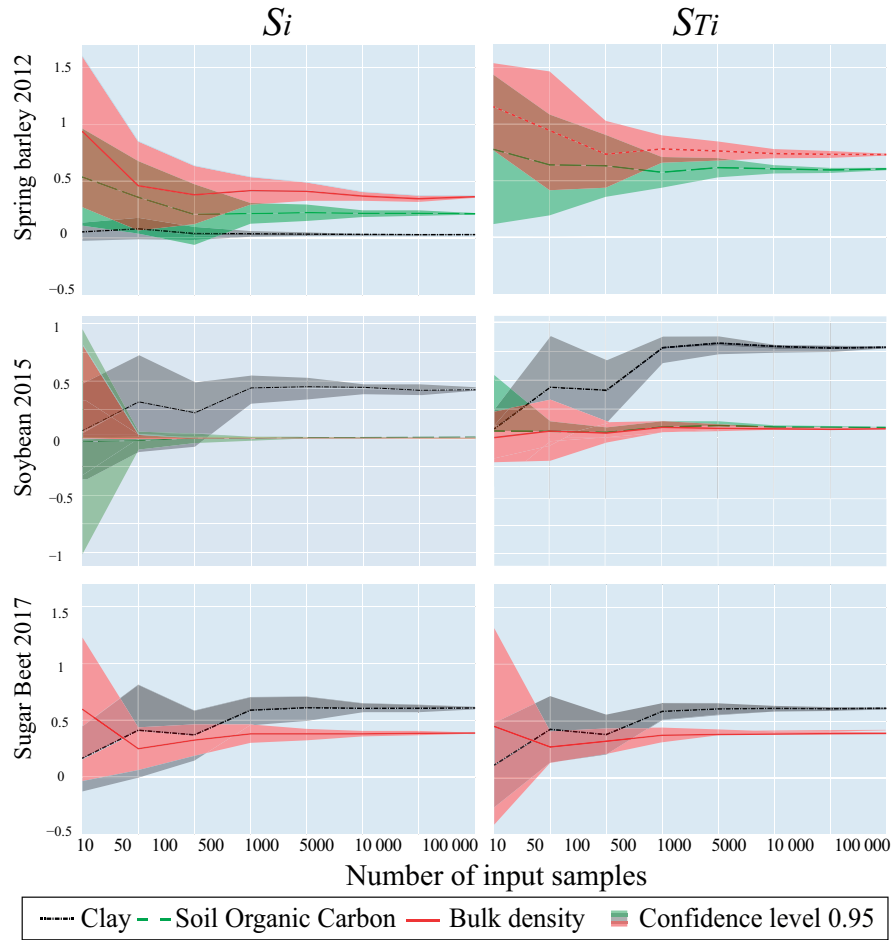 Si STi
Spring barley 2012
1.5
1
0.5
0
−0.5
Soybean 2015
1
0.5
0
−0.5
−1
Sugar Beet 2017
1.5
1
0.5
0
−0.5
10 50 100 500 1000 5000 10 000 100 000
10 50 100 500 1000 5000 10 000 100 000
Number of input samples
Clay Soil Organic Carbon Bulk density Confidence level 0.95